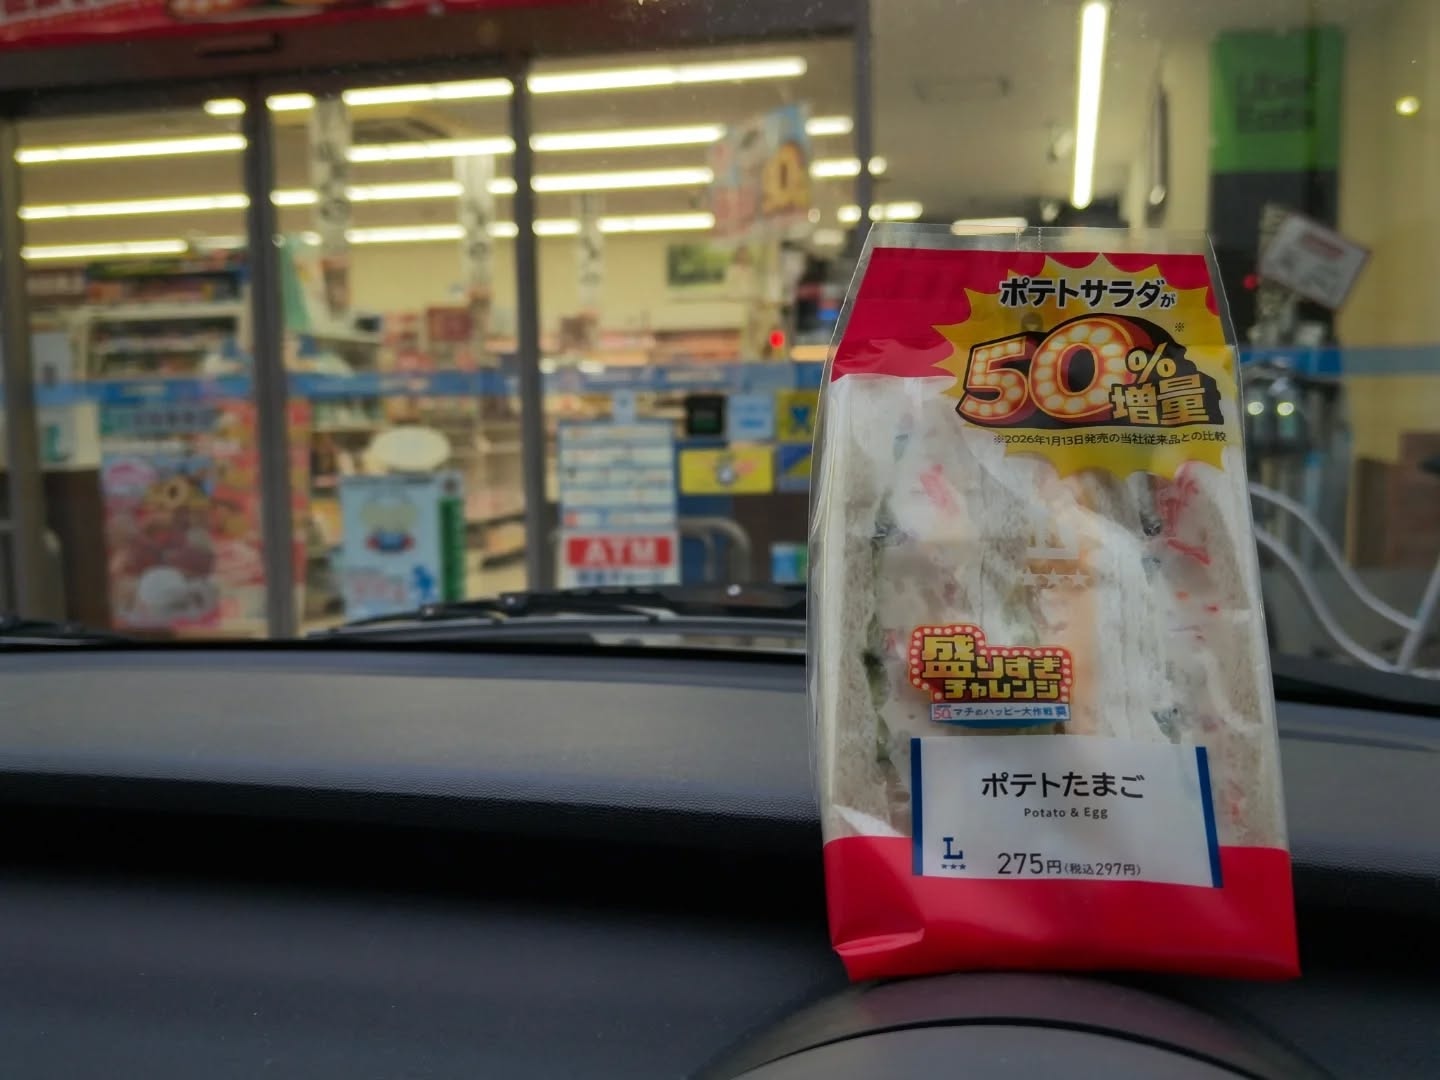 ポテトサラダが
50%増量※
※2026年1月13日発売の当社従来品との比較
盛りすぎ
チャレンジ
マチのハッピー大作戦
ポテトたまご
Potato & Egg
L
275円(税込297円)
ATM
Uber
Eats